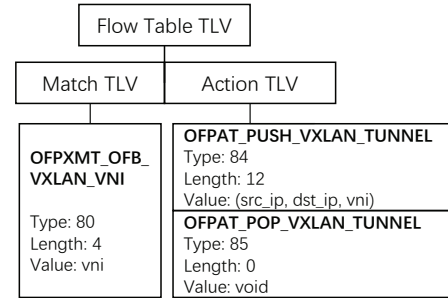 Flow Table TLV
Match TLV
Action TLV
OFPXMT_OFB_
VXLAN_VNI
Type: 80
Length: 4
Value: vni
OFPAT_PUSH_VXLAN_TUNNEL
Type: 84
Length: 12
Value: (src_ip, dst_ip, vni)
OFPAT_POP_VXLAN_TUNNEL
Type: 85
Length: 0
Value: void